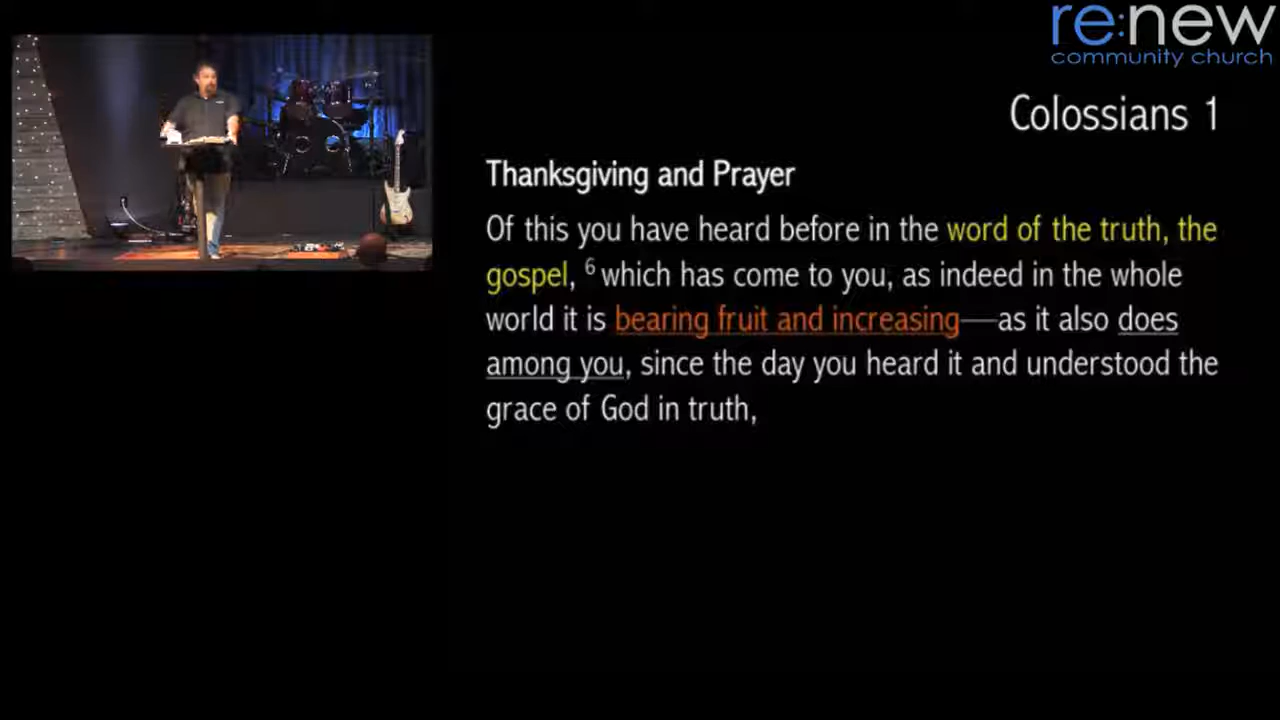 re:new
community church
Colossians 1
Thanksgiving and Prayer
Of this you have heard before in the word of the truth, the
gospel, 6 which has come to you, as indeed in the whole
world it is bearing fruit and increasing—as it also does
among you, since the day you heard it and understood the
grace of God in truth,